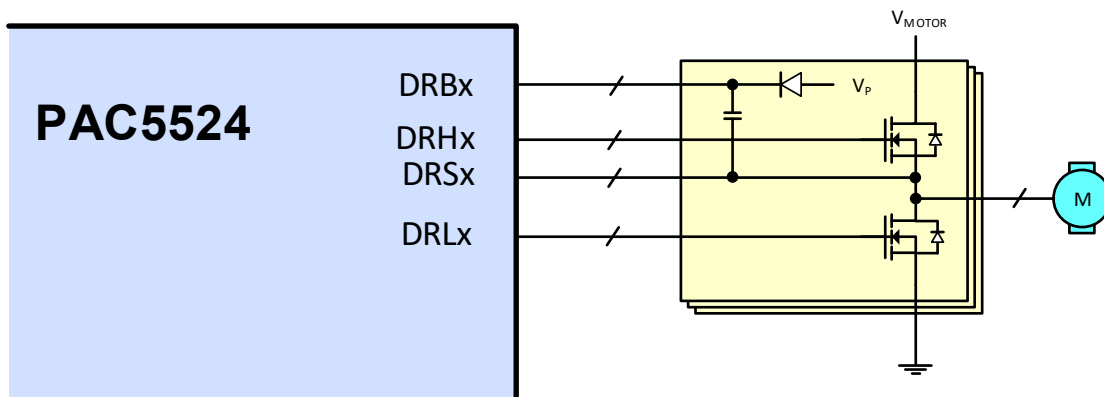 V_MOTOR
DRBx
V_P
PAC5524
DRHx
DRSx
M
DRLx